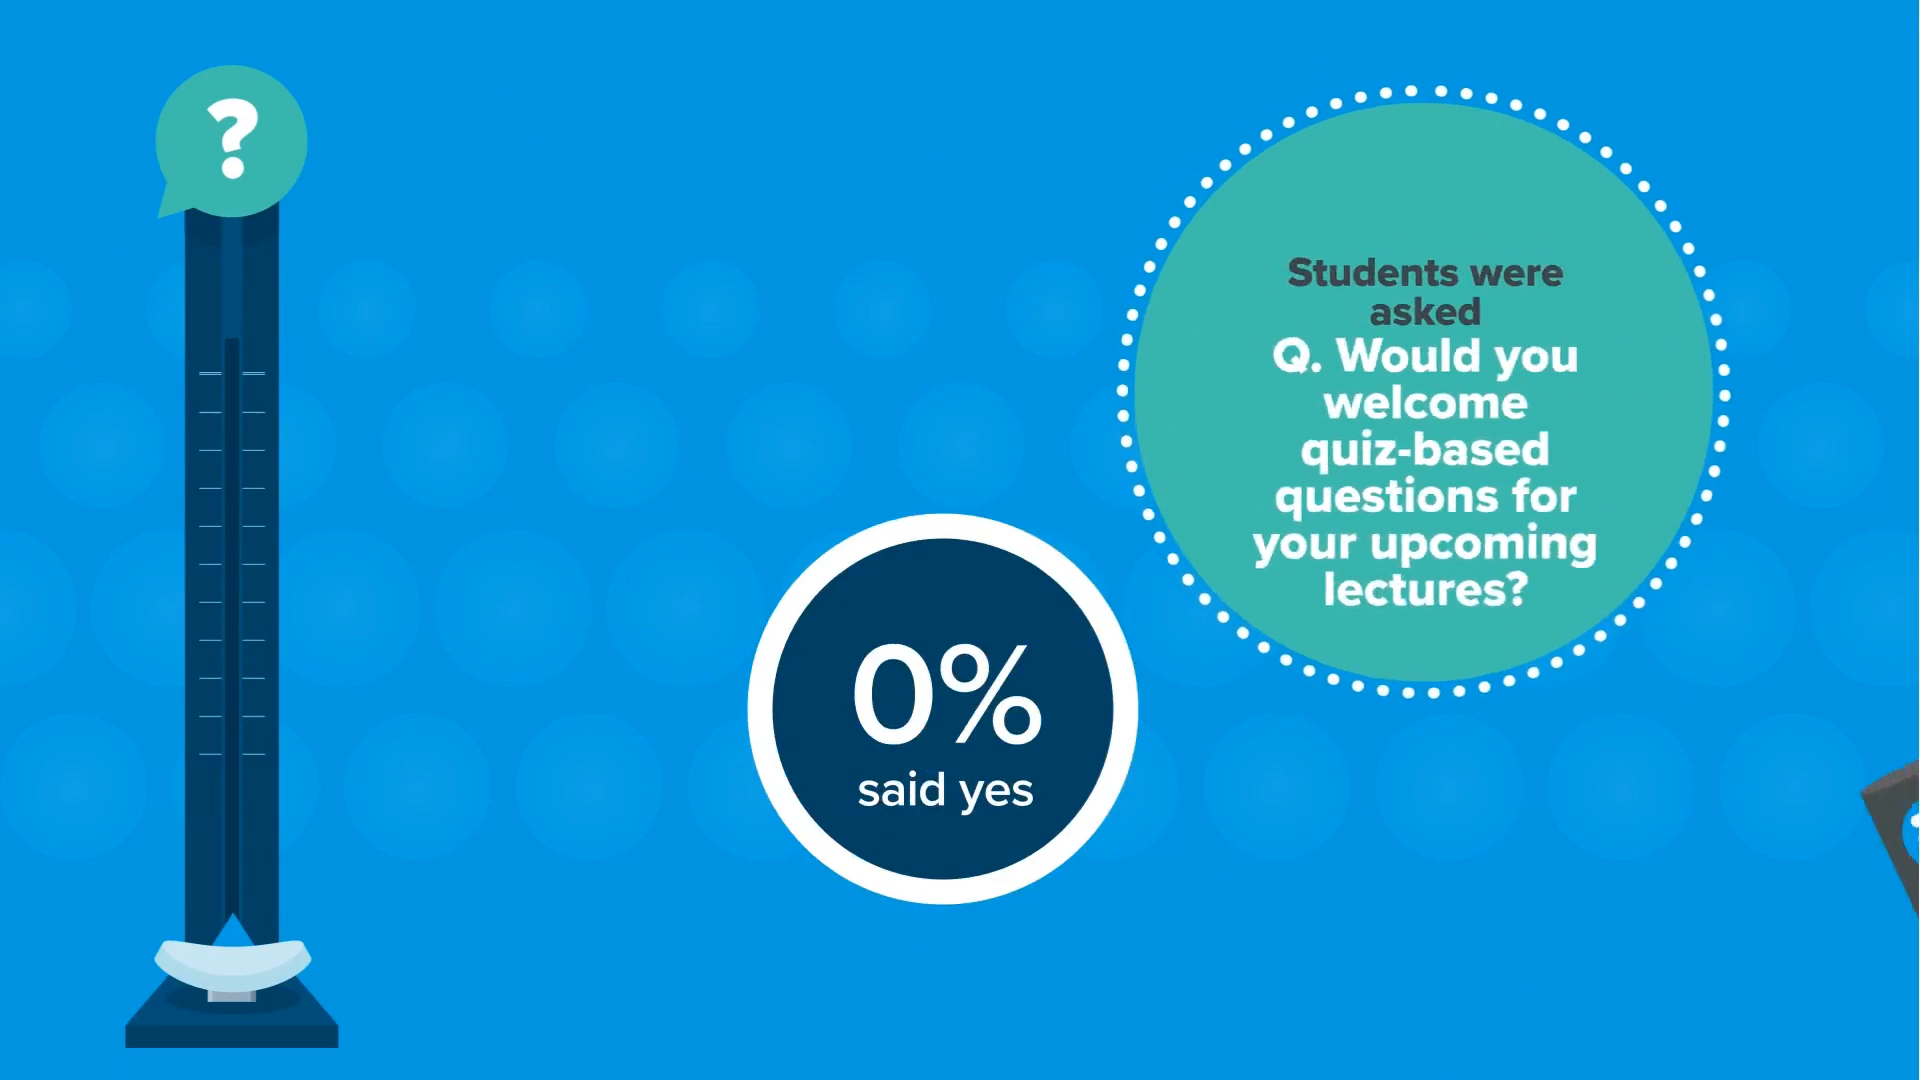 ?
Students were
asked
Q. Would you
welcome
quiz-based
questions for
your upcoming
lectures?
0%
said yes